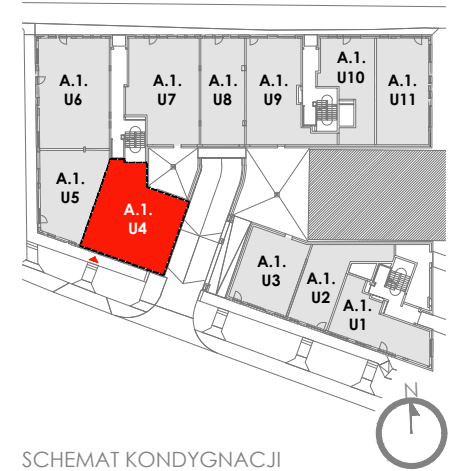 A.1.
U6
A.1.
U7
A.1.
U8
A.1.
U9
A.1.
U10
A.1.
U11
A.1.
U5
A.1.
U4
A.1.
U3
A.1.
U2
A.1.
U1
N
SCHEMAT KONDYGNACJI